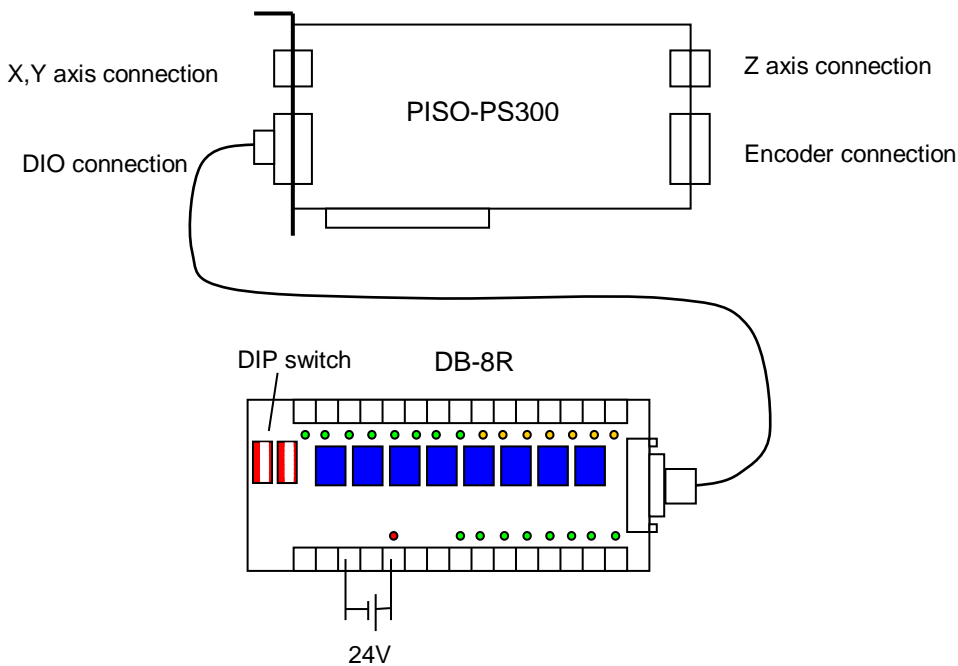 X,Y axis connection
Z axis connection
PISO-PS300
DIO connection
Encoder connection
DIP switch
DB-8R
24V